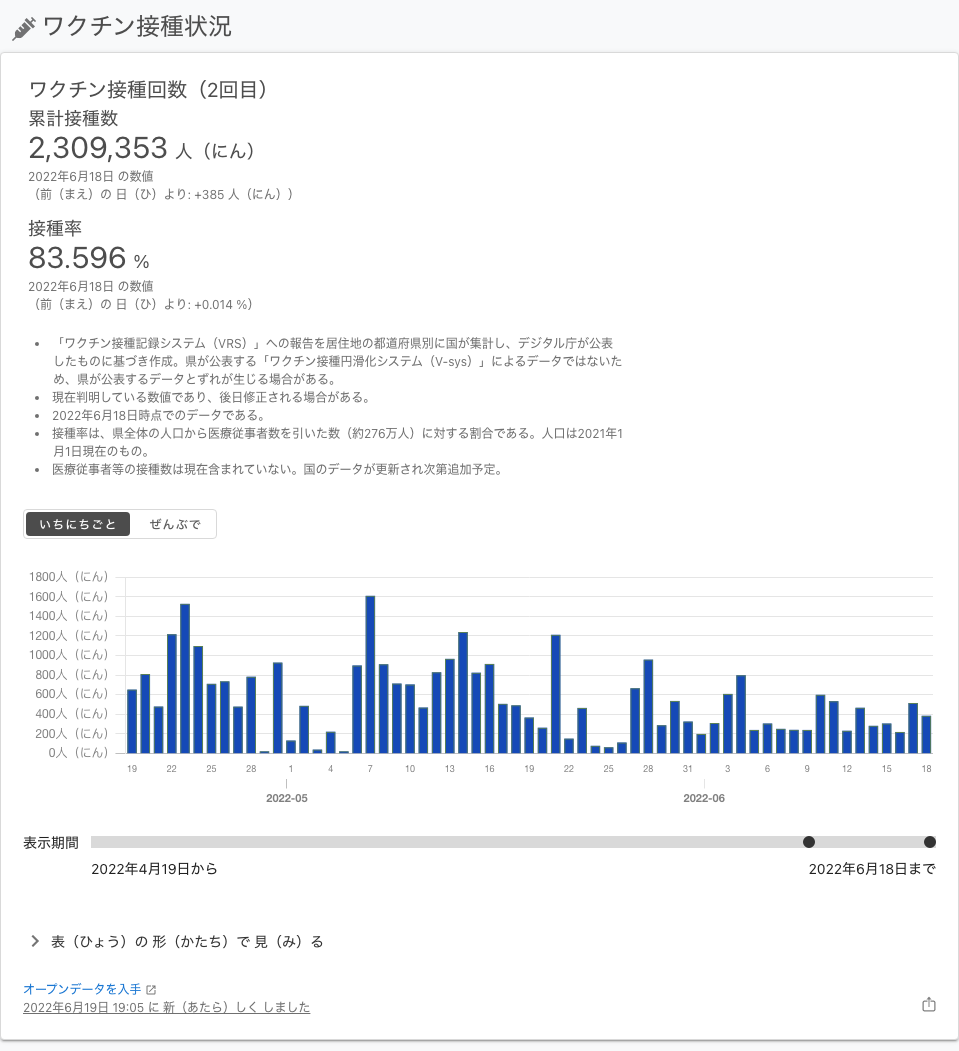 ワクチン接種状況
ワクチン接種回数（2回目）
累計接種数
2,309,353 人（にん）
2022年6月18日 の数値
（前（まえ）の 日（ひ）より: +385 人（にん））
接種率
83.596 %
2022年6月18日 の数値
（前（まえ）の 日（ひ）より: +0.014 %）
• 「ワクチン接種記録システム（VRS）」への報告を居住地の都道府県別に国が集計し、デジタル庁が公表
したものに基づき作成。県が公表する「ワクチン接種円滑化システム（V-sys）」によるデータではないた
め、県が公表するデータとずれが生じる場合がある。
• 現在判明している数値であり、後日修正される場合がある。
• 2022年6月18日時点でのデータである。
• 接種率は、県全体の人口から医療従事者数を引いた数（約276万人）に対する割合である。人口は2021年1
月1日現在のもの。
• 医療従事者等の接種数は現在含まれていない。国のデータが更新され次第追加予定。
いちにちごと ぜんぶで
1800人（にん）
1600人（にん）
1400人（にん）
1200人（にん）
1000人（にん）
800人（にん）
600人（にん）
400人（にん）
200人（にん）
0人（にん）
19 22 25 28 1 4 7 10 13 16 19 22 25 28 31 3 6 9 12 15 18
2022-05 2022-06
表示期間
2022年4月19日から 2022年6月18日まで
表（ひょう）の 形（かたち）で 見（み）る
オープンデータを入手
2022年6月19日 19:05 に 新（あたら）しく しました